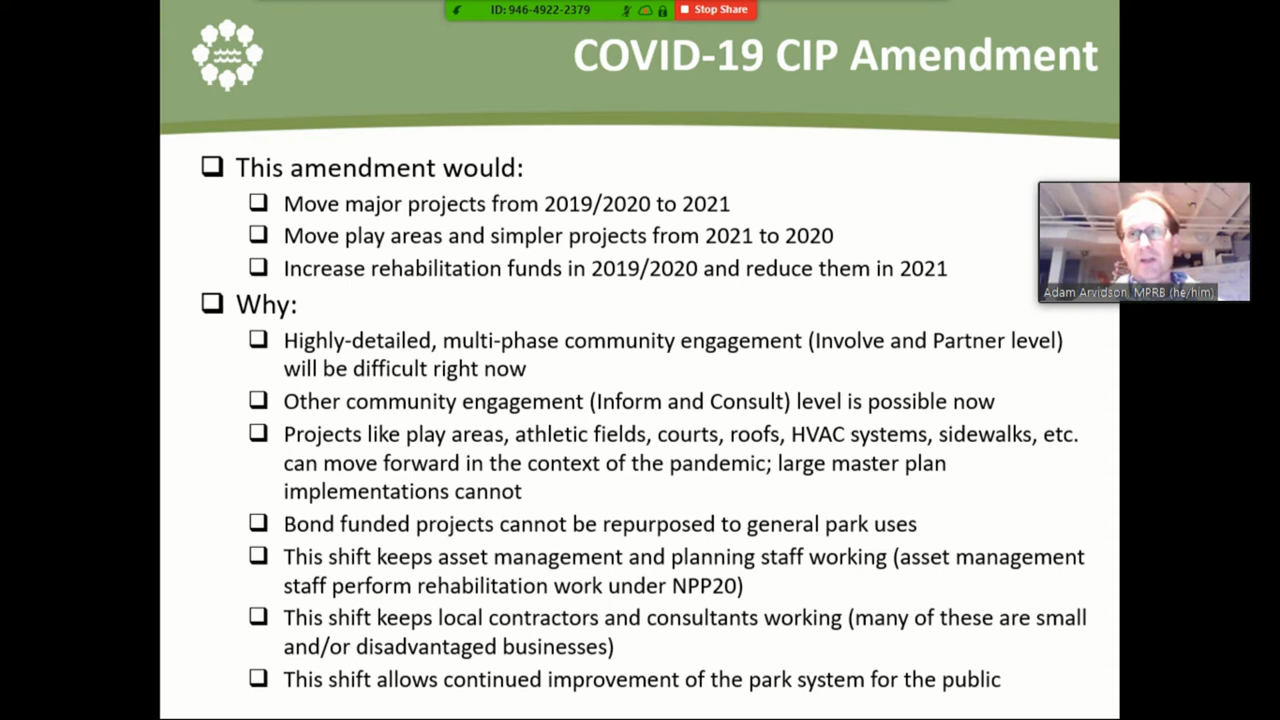 ID: 946-4922-2379
Stop Share
COVID-19 CIP Amendment
This amendment would:
Move major projects from 2019/2020 to 2021
Move play areas and simpler projects from 2021 to 2020
Increase rehabilitation funds in 2019/2020 and reduce them in 2021
Adam Arvidson, MPRB (he/him)
Why:
Highly-detailed, multi-phase community engagement (Involve and Partner level)
will be difficult right now
Other community engagement (Inform and Consult) level is possible now
Projects like play areas, athletic fields, courts, roofs, HVAC systems, sidewalks, etc.
can move forward in the context of the pandemic; large master plan
implementations cannot
Bond funded projects cannot be repurposed to general park uses
This shift keeps asset management and planning staff working (asset management
staff perform rehabilitation work under NPP20)
This shift keeps local contractors and consultants working (many of these are small
and/or disadvantaged businesses)
This shift allows continued improvement of the park system for the public